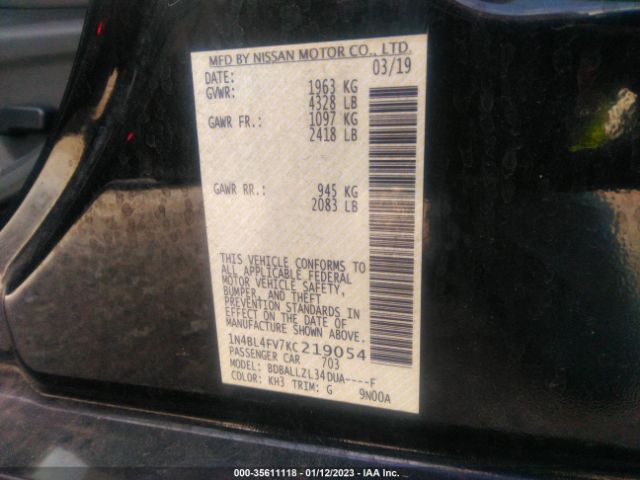 MFD BY NISSAN MOTOR CO., LTD.
DATE: 03/19
GVWR: 1963 KG
4328 LB
GAWR FR.: 1097 KG
2418 LB
GAWR RR.: 945 KG
2083 LB
THIS VEHICLE CONFORMS TO
ALL APPLICABLE FEDERAL
MOTOR VEHICLE SAFETY,
BUMPER, AND THEFT
PREVENTION STANDARDS IN
EFFECT ON THE DATE OF
MANUFACTURE SHOWN ABOVE.
1N4BL4FV7KC219054
PASSENGER CAR 703
MODEL: BDBALLZL34DUA----F
COLOR: KH3 TRIM: G 9N00A
000-35611118 - 01/12/2023 - IAA Inc.